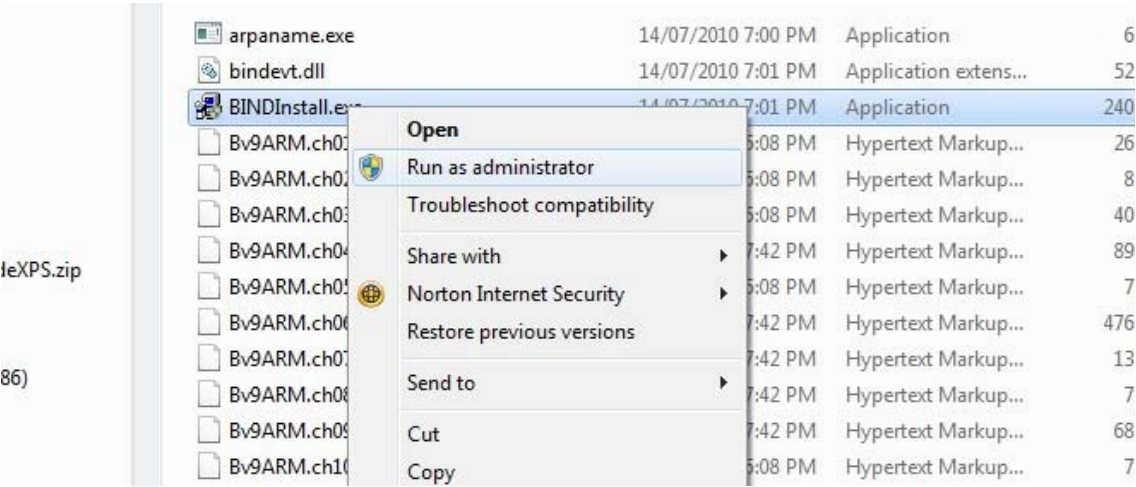 arpaname.exe 14/07/2010 7:00 PM Application 6
bindevt.dll 14/07/2010 7:01 PM Application extens... 52
BINDInstall.exe 14/07/2010 7:01 PM Application 240
Open
Bv9ARM.ch01 5:08 PM Hypertext Markup... 26
Run as administrator
Bv9ARM.ch02 5:08 PM Hypertext Markup... 8
Troubleshoot compatibility
Bv9ARM.ch03 5:08 PM Hypertext Markup... 40
Share with
Bv9ARM.ch04 7:42 PM Hypertext Markup... 89
deXPS.zip
Norton Internet Security
Bv9ARM.ch05 5:08 PM Hypertext Markup... 7
Restore previous versions
Bv9ARM.ch06 7:42 PM Hypertext Markup... 476
Bv9ARM.ch07 7:42 PM Hypertext Markup... 13
86)
Send to
Bv9ARM.ch08 7:42 PM Hypertext Markup... 7
Cut
Bv9ARM.ch09 7:42 PM Hypertext Markup... 68
Copy
Bv9ARM.ch10 5:08 PM Hypertext Markup... 7